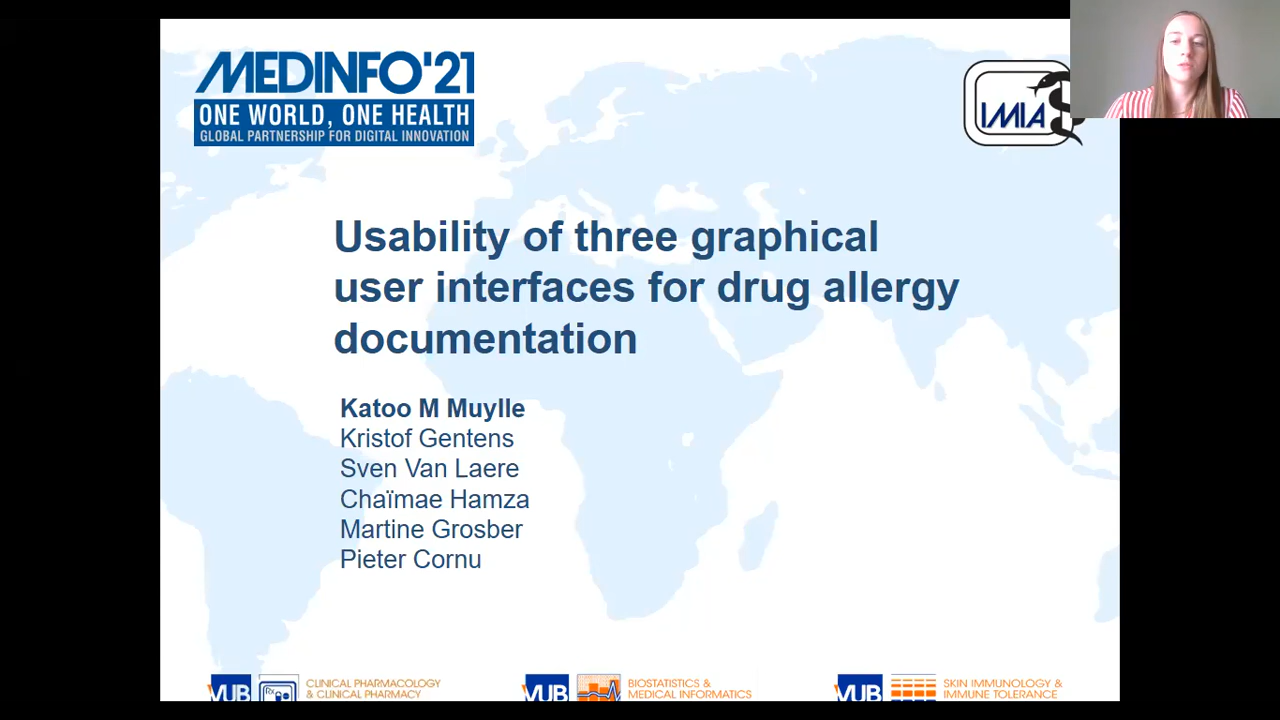 MEDINFO'21
ONE WORLD, ONE HEALTH
GLOBAL PARTNERSHIP FOR DIGITAL INNOVATION
IMIA
Usability of three graphical
user interfaces for drug allergy
documentation
Katoo M Muylle
Kristof Gentens
Sven Van Laere
Chaïmae Hamza
Martine Grosber
Pieter Cornu
VUB Rx CLINICAL PHARMACOLOGY
& CLINICAL PHARMACY
VUB BIOSTATISTICS &
MEDICAL INFORMATICS
VUB SKIN IMMUNOLOGY &
IMMUNE TOLERANCE